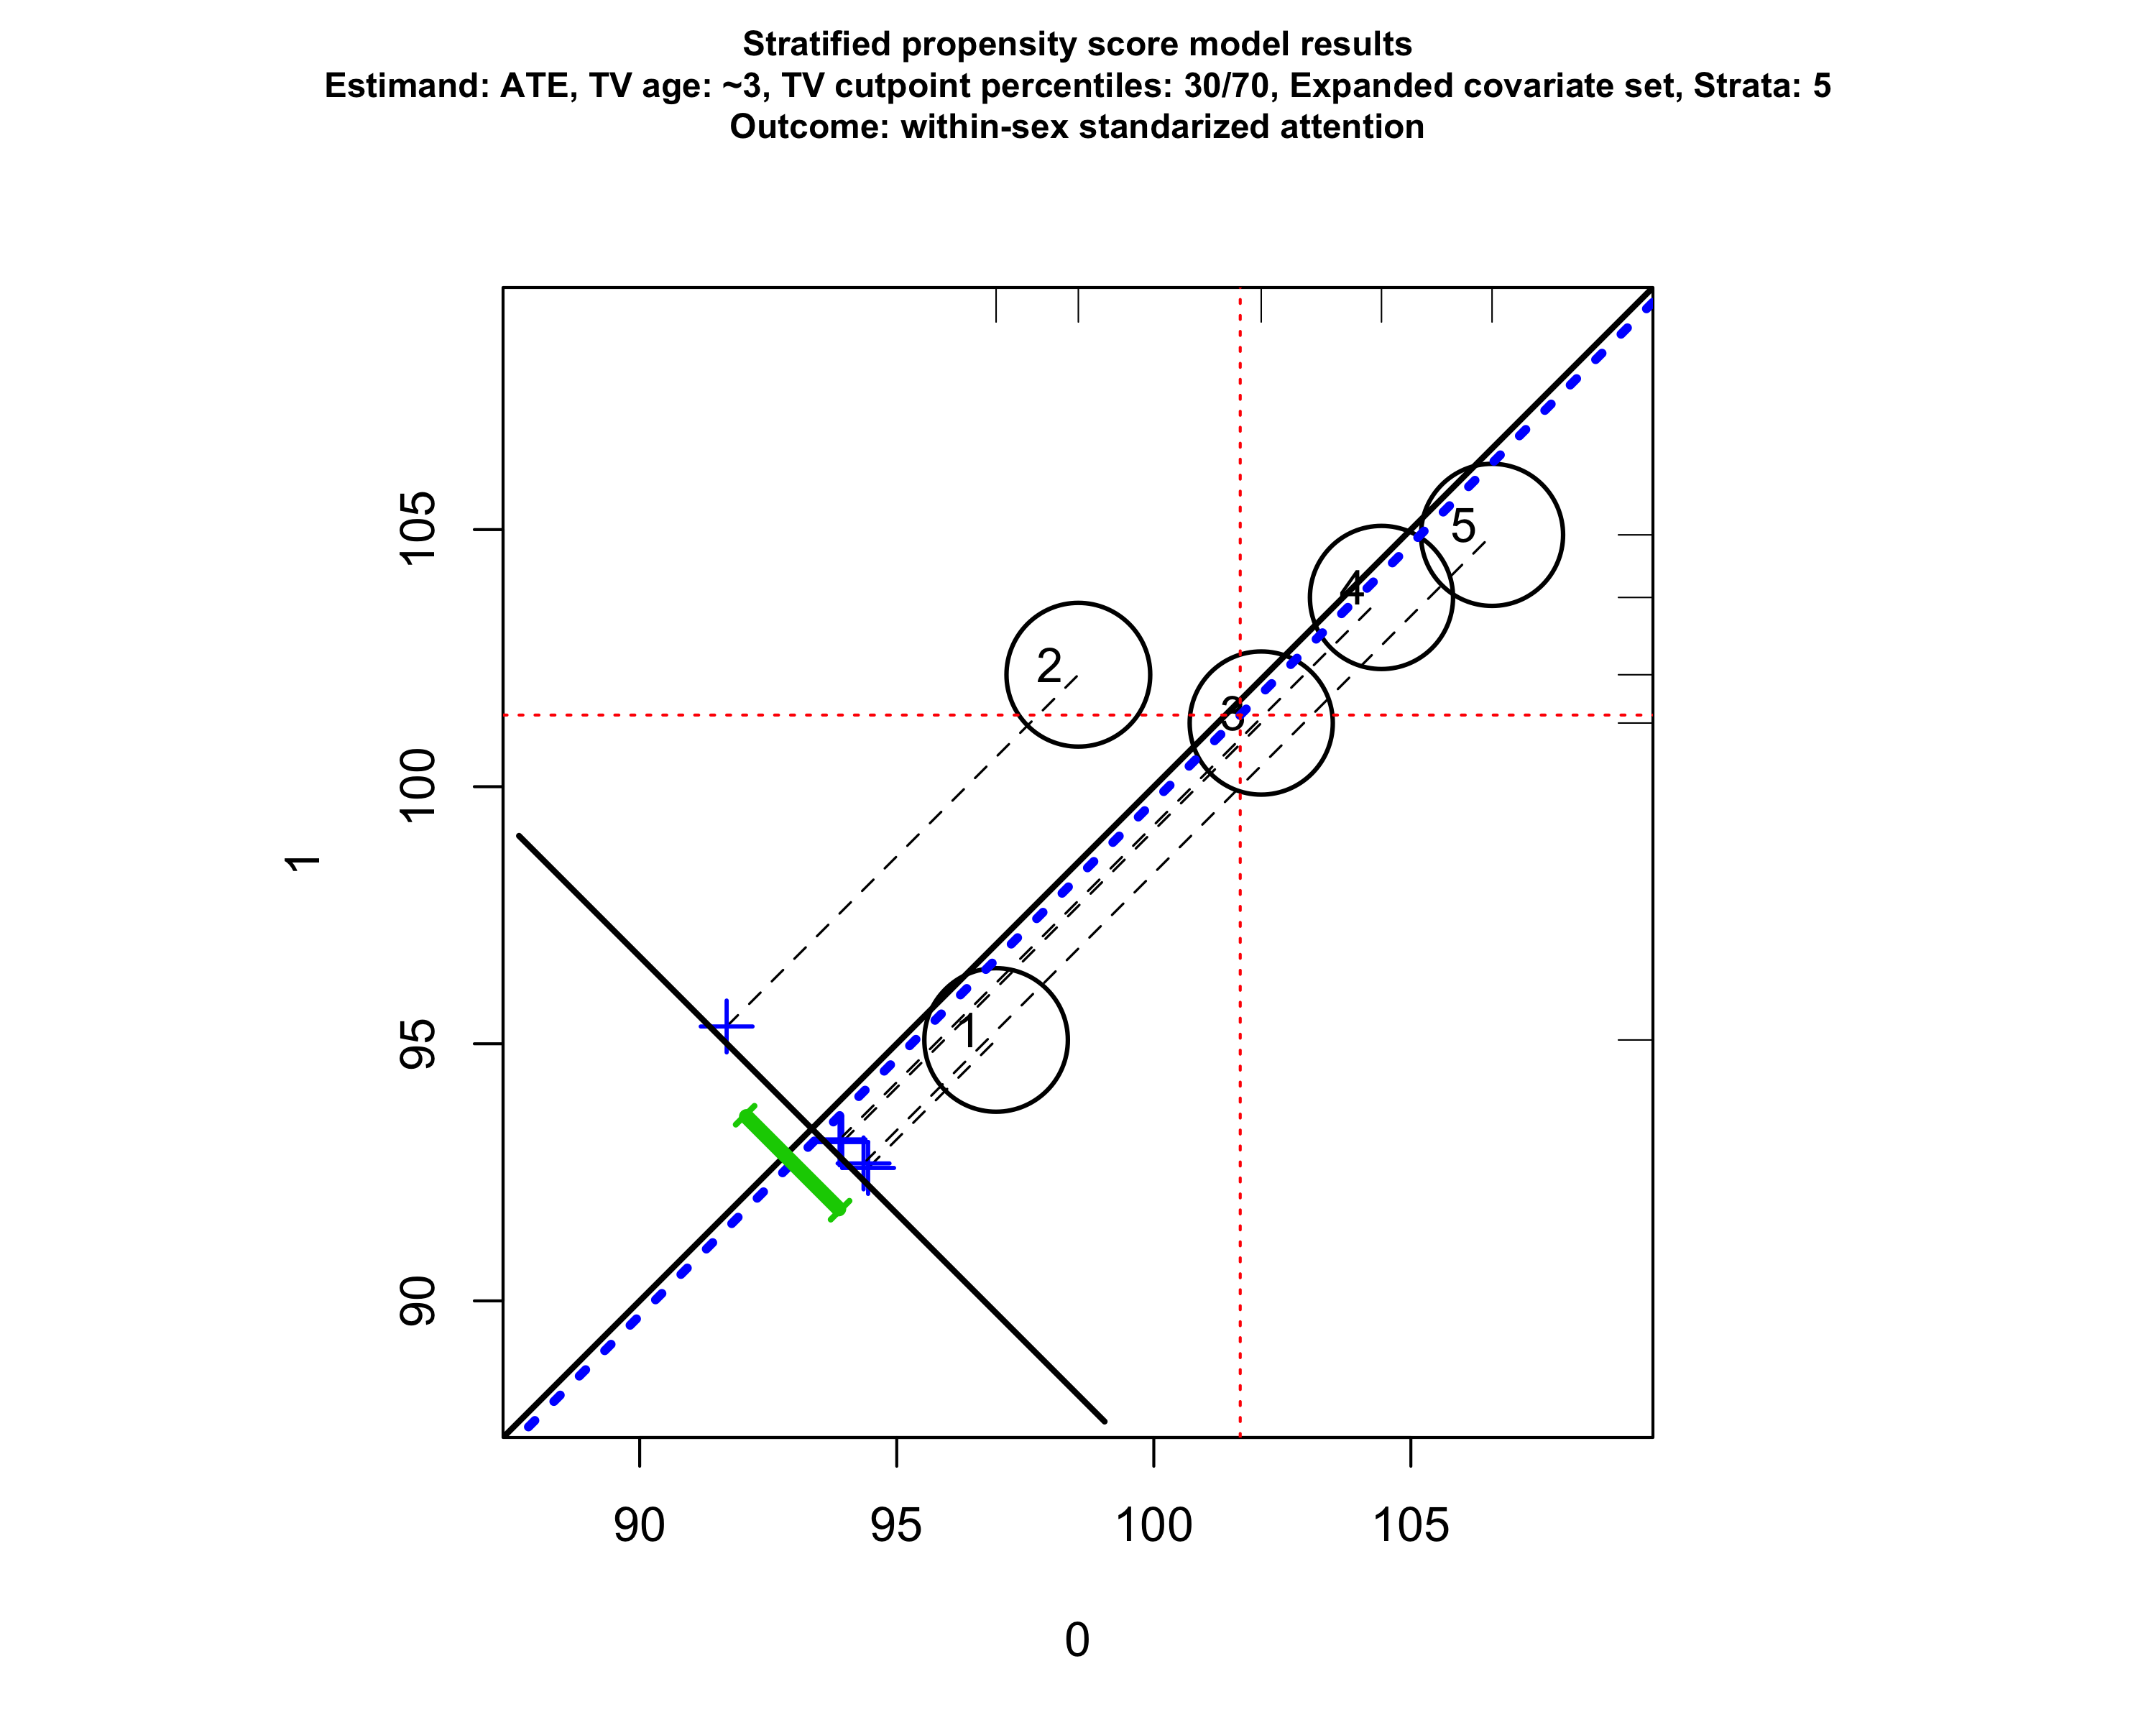 Stratified propensity score model results
Estimand: ATE, TV age: ~3, TV cutpoint percentiles: 30/70, Expanded covariate set, Strata: 5
Outcome: within-sex standarized attention
105
100
95
90
1
2
5
4
3
1
90 95 100 105
0